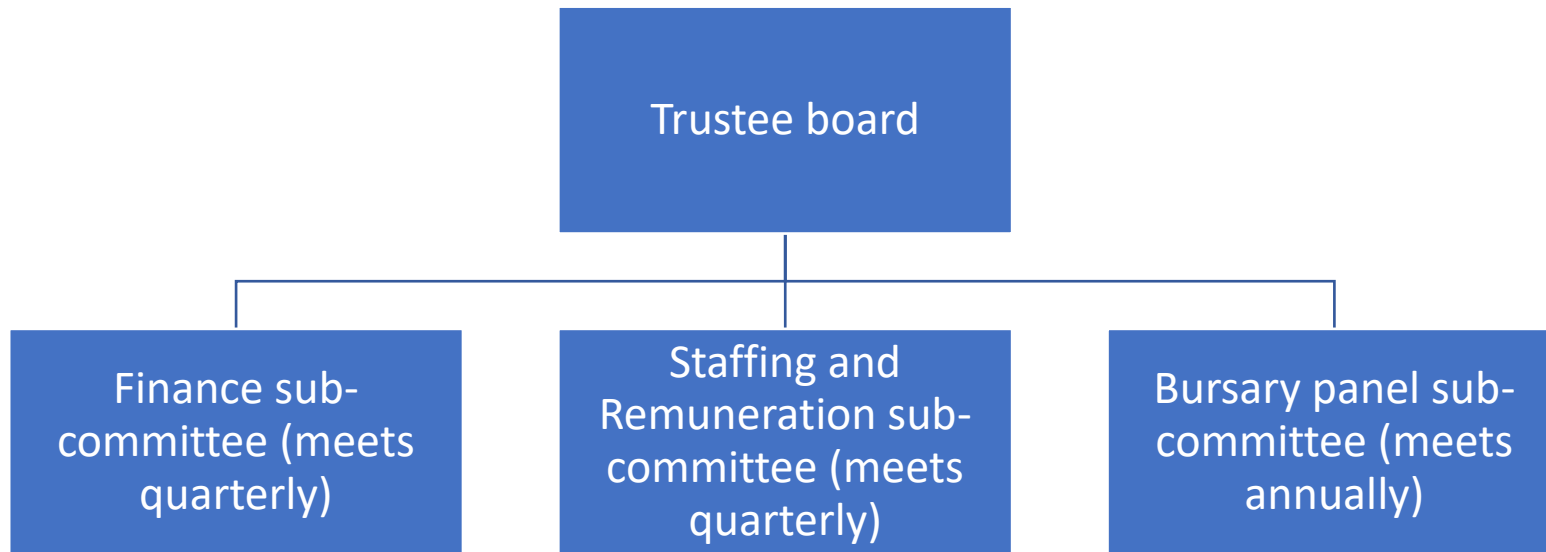 Trustee board
Finance sub-
committee (meets
quarterly)
Staffing and
Remuneration sub-
committee (meets
quarterly)
Bursary panel sub-
committee (meets
annually)